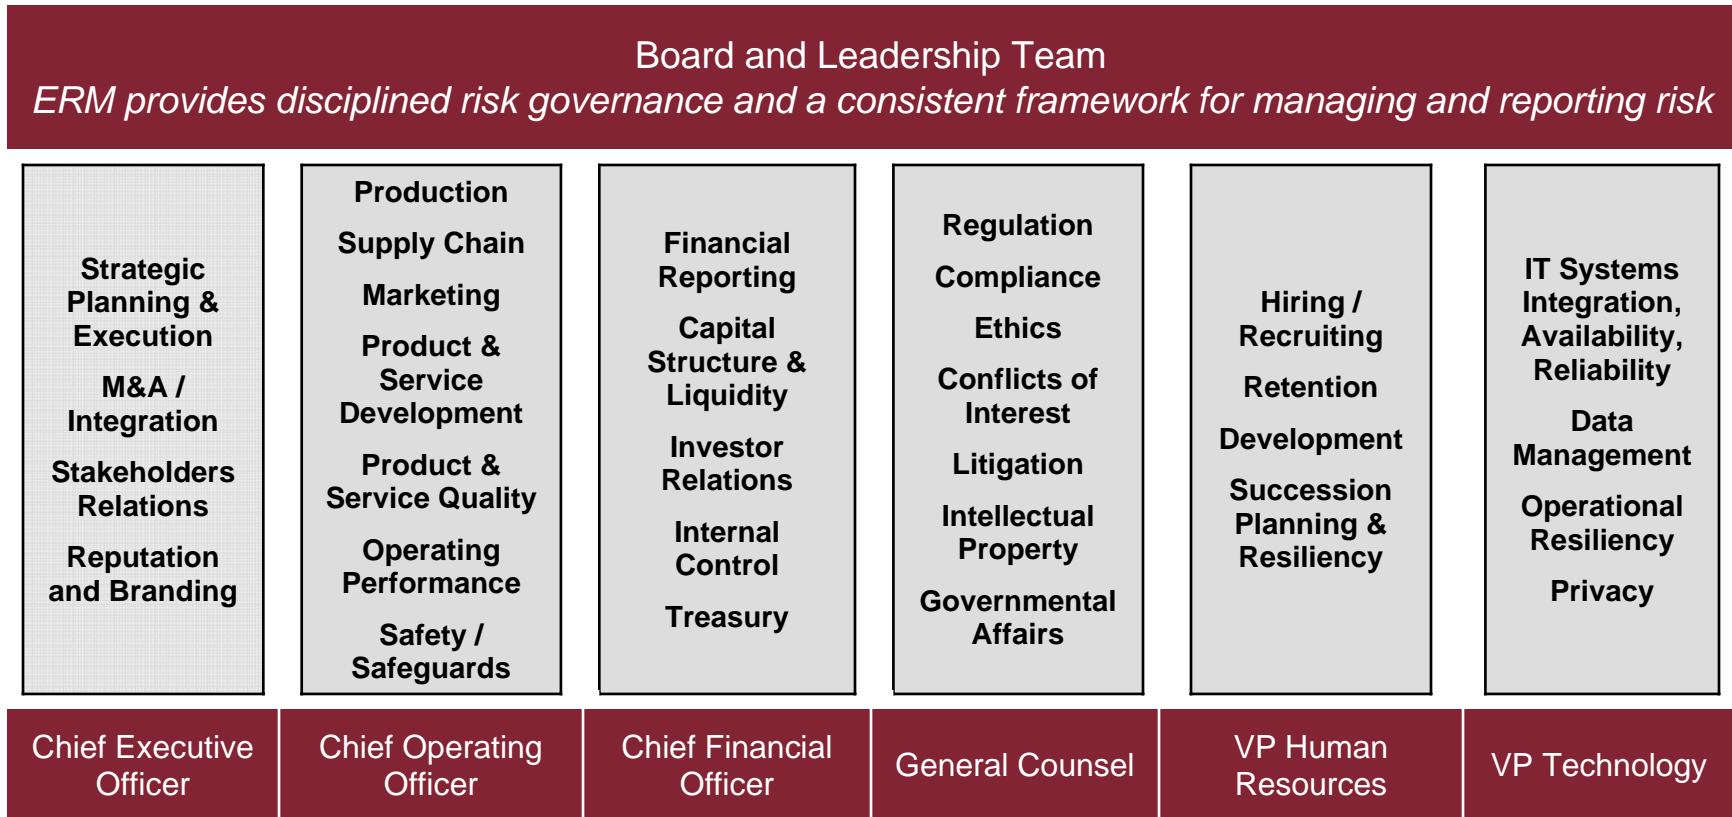 Board and Leadership Team
ERM provides disciplined risk governance and a consistent framework for managing and reporting risk
Strategic
Planning &
Execution
M&A /
Integration
Stakeholders
Relations
Reputation
and Branding
Production
Supply Chain
Marketing
Product &
Service
Development
Product &
Service Quality
Operating
Performance
Safety /
Safeguards
Financial
Reporting
Capital
Structure &
Liquidity
Investor
Relations
Internal
Control
Treasury
Regulation
Compliance
Ethics
Conflicts of
Interest
Litigation
Intellectual
Property
Governmental
Affairs
Hiring /
Recruiting
Retention
Development
Succession
Planning &
Resiliency
IT Systems
Integration,
Availability,
Reliability
Data
Management
Operational
Resiliency
Privacy
Chief Executive
Officer
Chief Operating
Officer
Chief Financial
Officer
General Counsel
VP Human
Resources
VP Technology